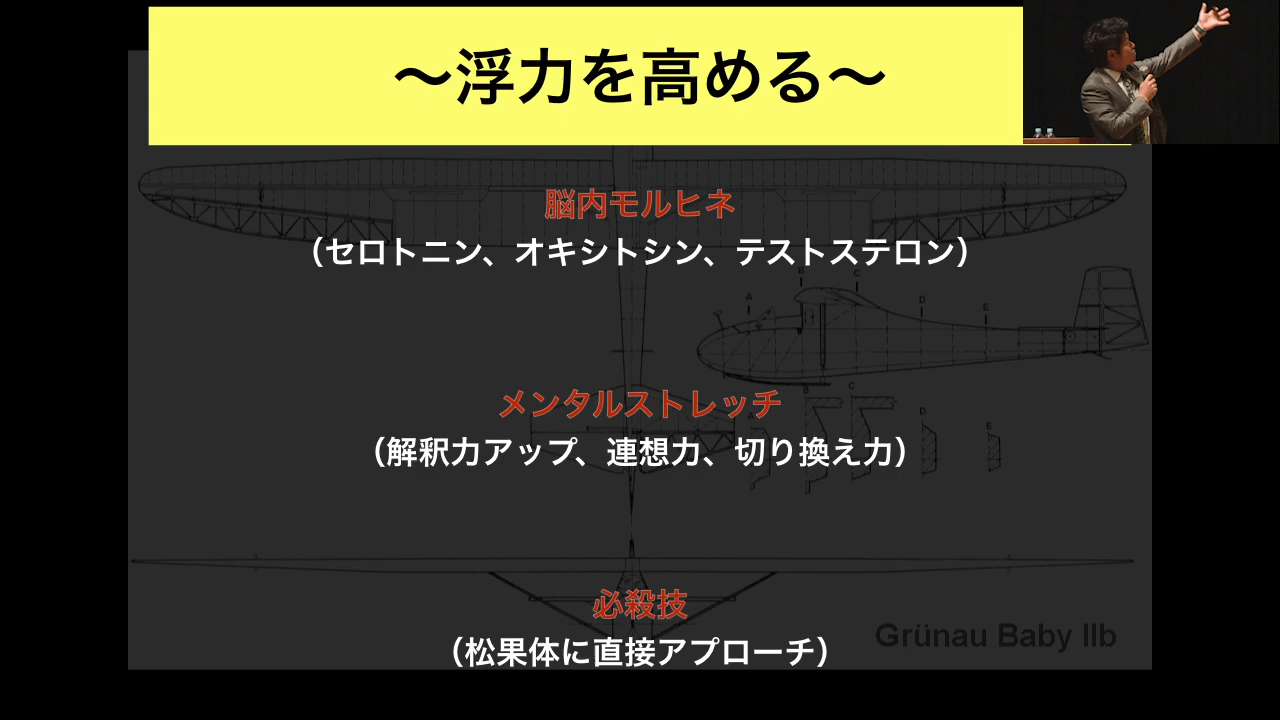 〜浮力を高める〜
脳内モルヒネ
（セロトニン、オキシトシン、テストステロン）
B
A
C
D
E
メンタルストレッチ
B
C
A
D
E
（解釈力アップ、連想力、切り換え力）
必殺技
（松果体に直接アプローチ）
Grünau Baby IIb